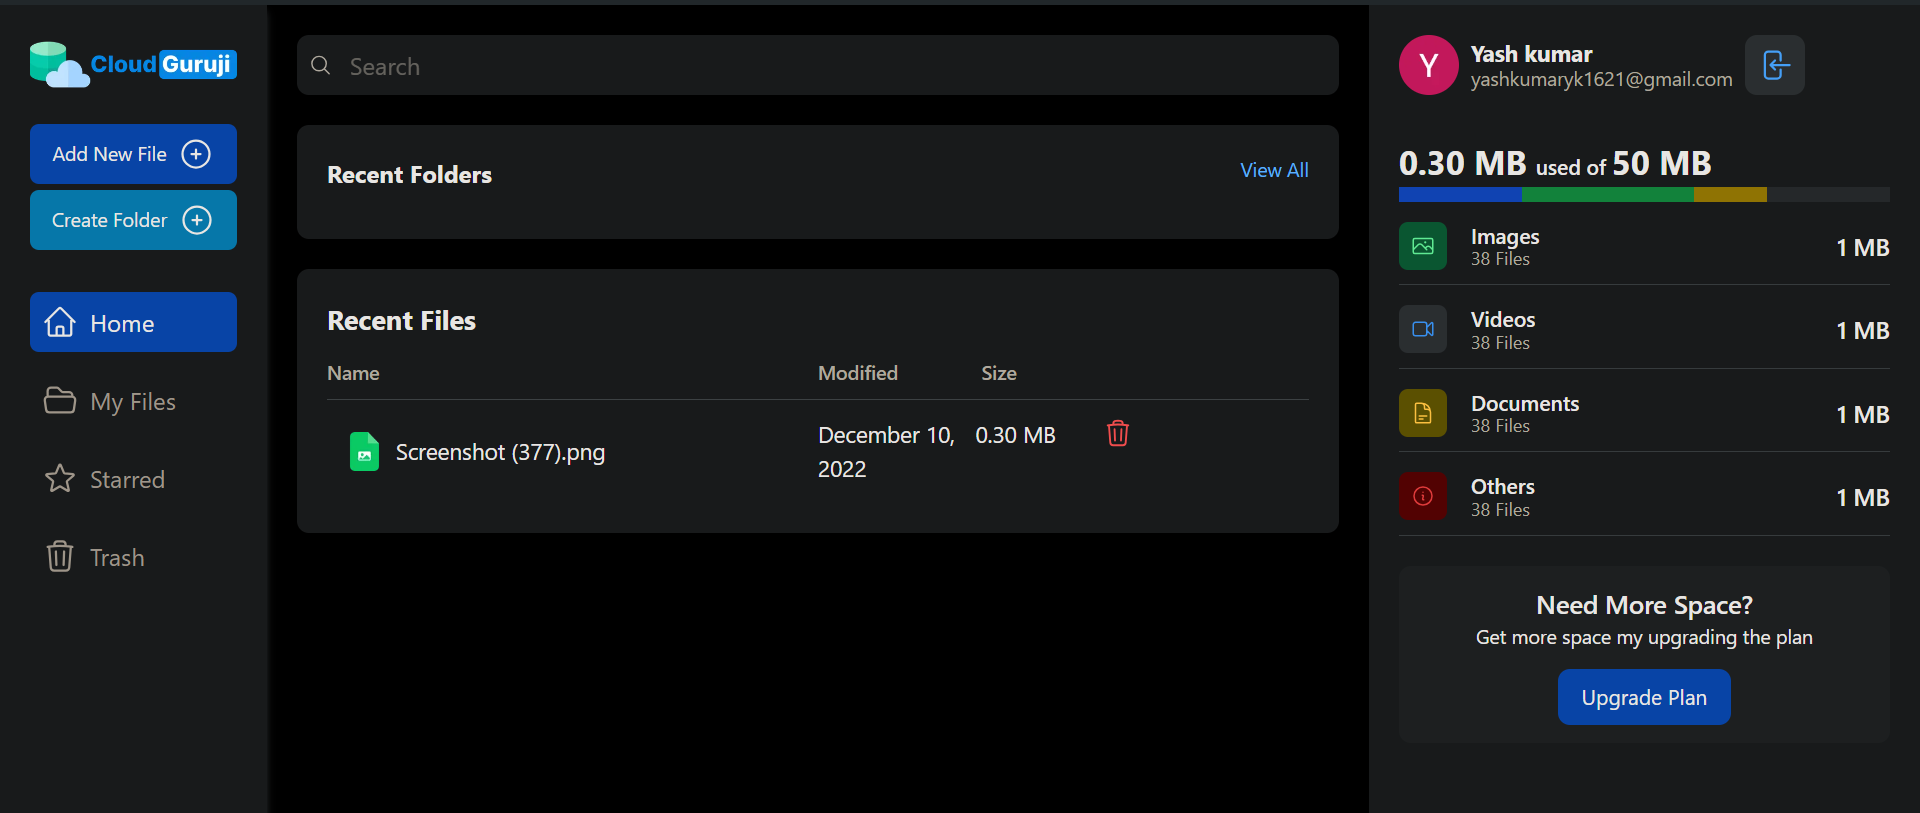 Cloud Guruji
Add New File
Create Folder
Home
My Files
Starred
Trash
Search
Recent Folders
View All
Recent Files
Name Modified Size
Screenshot (377).png
December 10,
2022
0.30 MB
Y
Yash kumar
yashkumaryk1621@gmail.com
0.30 MB used of 50 MB
Images
38 Files
1 MB
Videos
38 Files
1 MB
Documents
38 Files
1 MB
Others
38 Files
1 MB
Need More Space?
Get more space my upgrading the plan
Upgrade Plan